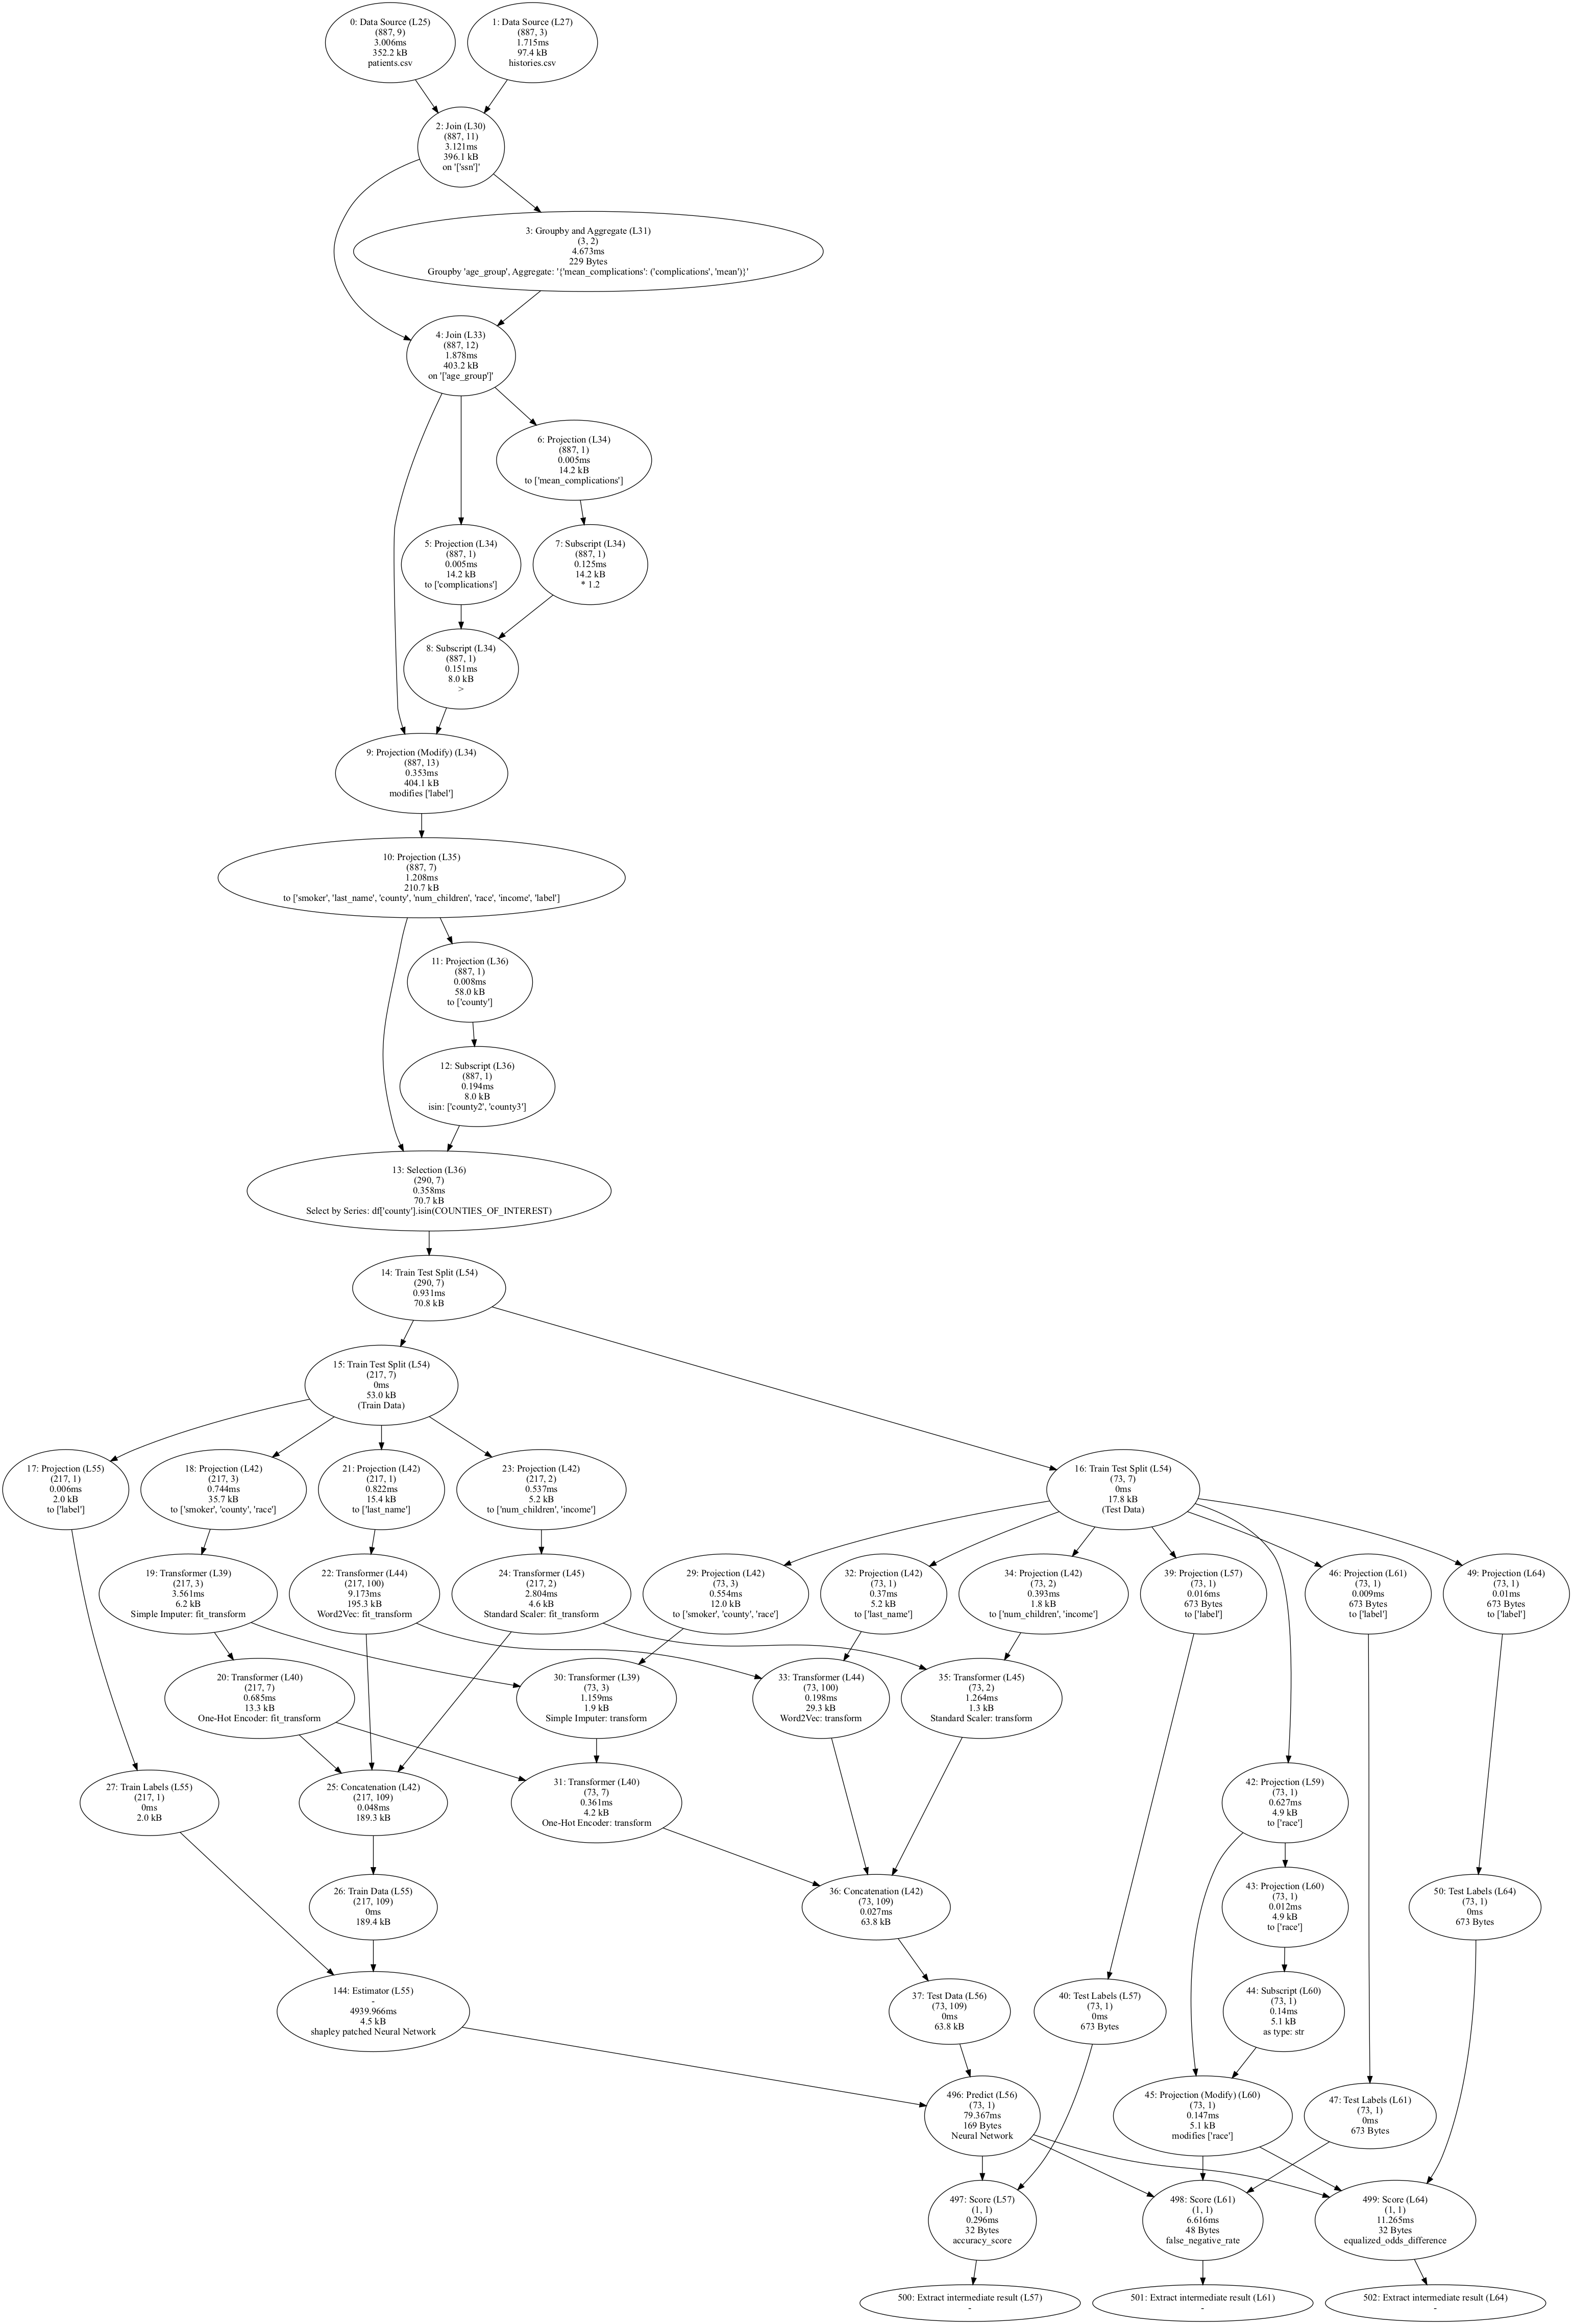 0: Data Source (L25)
(887, 9)
3.006ms
352.2 kB
patients.csv
1: Data Source (L27)
(887, 3)
1.715ms
97.4 kB
histories.csv
2: Join (L30)
(887, 11)
3.121ms
396.1 kB
on '['ssn']'
3: Groupby and Aggregate (L31)
(3, 2)
4.673ms
229 Bytes
Groupby 'age_group', Aggregate: '{'mean_complications': ('complications', 'mean')}'
4: Join (L33)
(887, 12)
1.878ms
403.2 kB
on '['age_group']'
6: Projection (L34)
(887, 1)
0.005ms
14.2 kB
to ['mean_complications']
5: Projection (L34)
(887, 1)
0.005ms
14.2 kB
to ['complications']
7: Subscript (L34)
(887, 1)
0.125ms
14.2 kB
* 1.2
8: Subscript (L34)
(887, 1)
0.151ms
8.0 kB
>
9: Projection (Modify) (L34)
(887, 13)
0.353ms
404.1 kB
modifies ['label']
10: Projection (L35)
(887, 7)
1.208ms
210.7 kB
to ['smoker', 'last_name', 'county', 'num_children', 'race', 'income', 'label']
11: Projection (L36)
(887, 1)
0.008ms
58.0 kB
to ['county']
12: Subscript (L36)
(887, 1)
0.194ms
8.0 kB
isin: ['county2', 'county3']
13: Selection (L36)
(290, 7)
0.358ms
70.7 kB
Select by Series: df['county'].isin(COUNTIES_OF_INTEREST)
14: Train Test Split (L54)
(290, 7)
0.931ms
70.8 kB
15: Train Test Split (L54)
(217, 7)
0ms
53.0 kB
(Train Data)
17: Projection (L55)
(217, 1)
0.006ms
2.0 kB
to ['label']
18: Projection (L42)
(217, 3)
0.744ms
35.7 kB
to ['smoker', 'county', 'race']
21: Projection (L42)
(217, 1)
0.822ms
15.4 kB
to ['last_name']
23: Projection (L42)
(217, 2)
0.537ms
5.2 kB
to ['num_children', 'income']
16: Train Test Split (L54)
(73, 7)
0ms
17.8 kB
(Test Data)
19: Transformer (L39)
(217, 3)
3.561ms
6.2 kB
Simple Imputer: fit_transform
22: Transformer (L44)
(217, 100)
9.173ms
195.3 kB
Word2Vec: fit_transform
24: Transformer (L45)
(217, 2)
2.804ms
4.6 kB
Standard Scaler: fit_transform
29: Projection (L42)
(73, 3)
0.554ms
12.0 kB
to ['smoker', 'county', 'race']
32: Projection (L42)
(73, 1)
0.37ms
5.2 kB
to ['last_name']
34: Projection (L42)
(73, 2)
0.393ms
1.8 kB
to ['num_children', 'income']
39: Projection (L57)
(73, 1)
0.016ms
673 Bytes
to ['label']
46: Projection (L61)
(73, 1)
0.009ms
673 Bytes
to ['label']
49: Projection (L64)
(73, 1)
0.01ms
673 Bytes
to ['label']
20: Transformer (L40)
(217, 7)
0.685ms
13.3 kB
One-Hot Encoder: fit_transform
30: Transformer (L39)
(73, 3)
1.159ms
1.9 kB
Simple Imputer: transform
33: Transformer (L44)
(73, 100)
0.198ms
29.3 kB
Word2Vec: transform
35: Transformer (L45)
(73, 2)
1.264ms
1.3 kB
Standard Scaler: transform
27: Train Labels (L55)
(217, 1)
0ms
2.0 kB
25: Concatenation (L42)
(217, 109)
0.048ms
189.3 kB
31: Transformer (L40)
(73, 7)
0.361ms
4.2 kB
One-Hot Encoder: transform
42: Projection (L59)
(73, 1)
0.627ms
4.9 kB
to ['race']
26: Train Data (L55)
(217, 109)
0ms
189.4 kB
36: Concatenation (L42)
(73, 109)
0.027ms
63.8 kB
43: Projection (L60)
(73, 1)
0.012ms
4.9 kB
to ['race']
50: Test Labels (L64)
(73, 1)
0ms
673 Bytes
144: Estimator (L55)
-
4939.966ms
4.5 kB
shapley patched Neural Network
37: Test Data (L56)
(73, 109)
0ms
63.8 kB
40: Test Labels (L57)
(73, 1)
0ms
673 Bytes
44: Subscript (L60)
(73, 1)
0.14ms
5.1 kB
as type: str
496: Predict (L56)
(73, 1)
79.367ms
169 Bytes
Neural Network
45: Projection (Modify) (L60)
(73, 1)
0.147ms
5.1 kB
modifies ['race']
47: Test Labels (L61)
(73, 1)
0ms
673 Bytes
497: Score (L57)
(1, 1)
0.296ms
32 Bytes
accuracy_score
498: Score (L61)
(1, 1)
6.616ms
48 Bytes
false_negative_rate
499: Score (L64)
(1, 1)
11.265ms
32 Bytes
equalized_odds_difference
500: Extract intermediate result (L57)
-
501: Extract intermediate result (L61)
-
502: Extract intermediate result (L64)
-